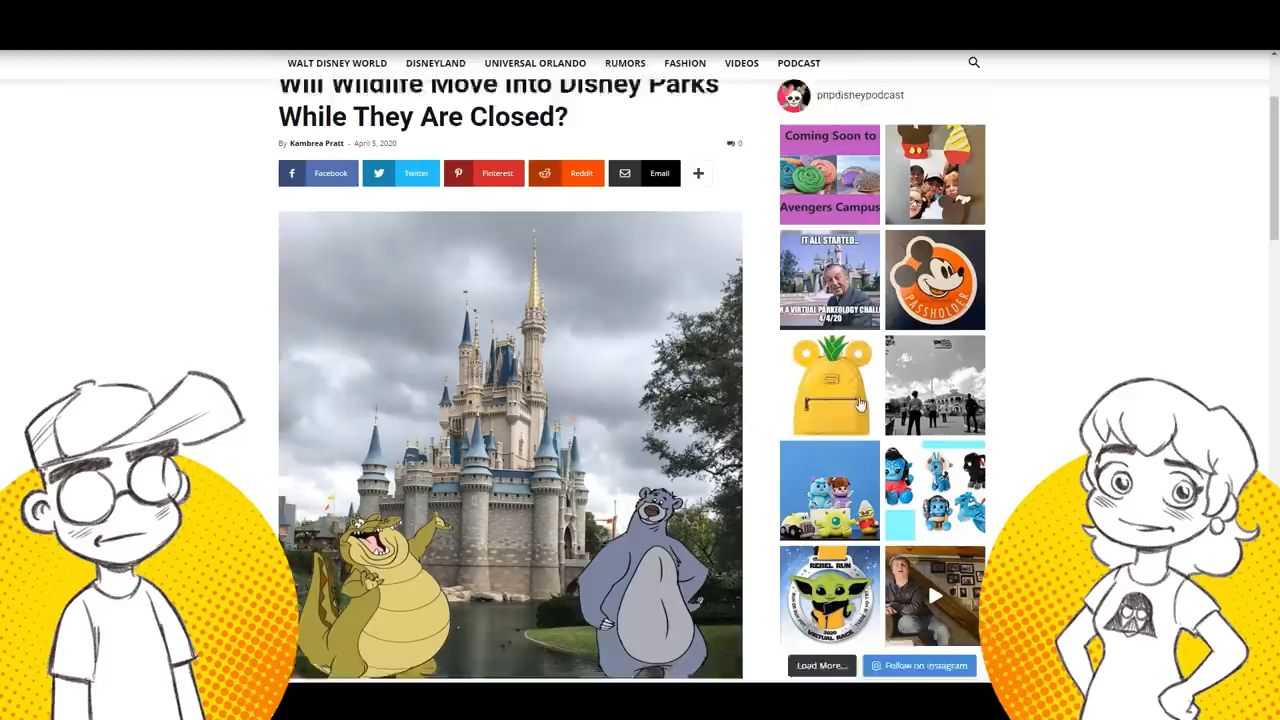 WALT DISNEY WORLD
DISNEYLAND
UNIVERSAL ORLANDO
RUMORS
FASHION
VIDEOS
PODCAST
Will Wildlife Move Into Disney Parks
While They Are Closed?
By Kambrea Pratt - April 5, 2020
0
Facebook
Twitter
Pinterest
Reddit
Email
pnpdisneypodcast
Coming Soon to
Avengers Campus
IT ALL STARTED...
A VIRTUAL PARKEOLOGY CHALL
4/4/20
PASSHOLDER
REBEL RUN
2020
VIRTUAL RACE
Load More...
Follow on Instagram